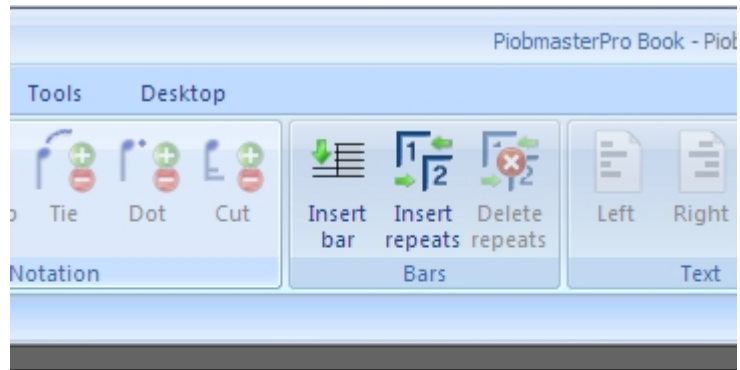 PiobmasterPro Book - Piob
Tools Desktop
Tie Dot Cut Insert Insert Delete Left Right
bar repeats repeats
Notation Bars Text